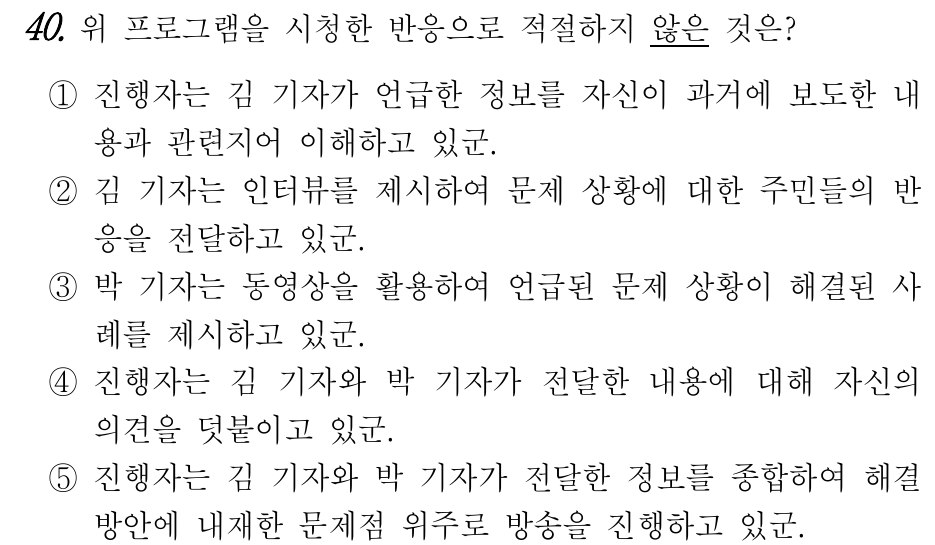 40. 위 프로그램을 시청한 반응으로 적절하지 않은 것은?
① 진행자는 김 기자가 언급한 정보를 자신이 과거에 보도한 내
용과 관련지어 이해하고 있군.
② 김 기자는 인터뷰를 제시하여 문제 상황에 대한 주민들의 반
응을 전달하고 있군.
③ 박 기자는 동영상을 활용하여 언급된 문제 상황이 해결된 사
례를 제시하고 있군.
④ 진행자는 김 기자와 박 기자가 전달한 내용에 대해 자신의
의견을 덧붙이고 있군.
⑤ 진행자는 김 기자와 박 기자가 전달한 정보를 종합하여 해결
방안에 내재한 문제점 위주로 방송을 진행하고 있군.